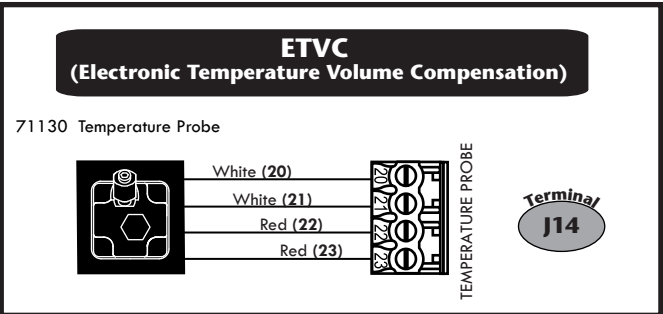 ETVC
(Electronic Temperature Volume Compensation)
71130 Temperature Probe
White (20)
White (21)
Red (22)
Red (23)
20
21
22
23
TEMPERATURE PROBE
Terminal
J14